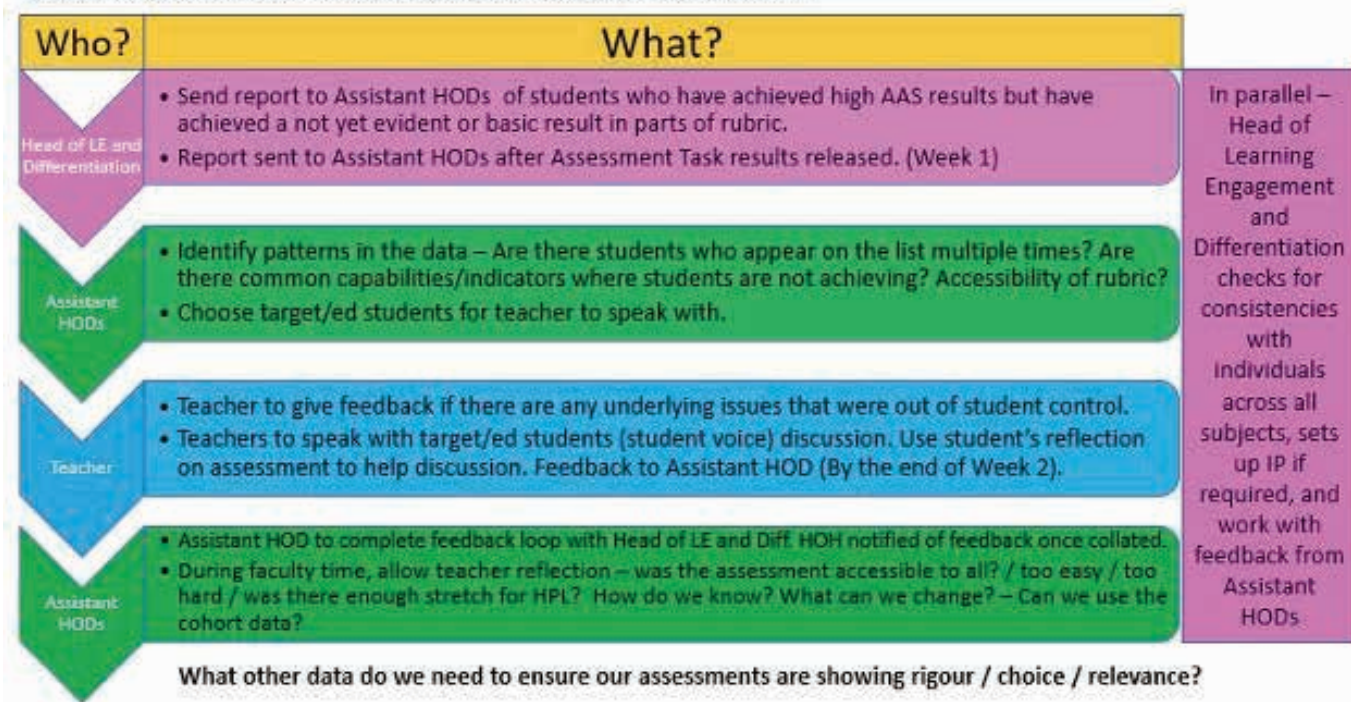 Who?
What?
Head of LE and
Differentiation
• Send report to Assistant HODs of students who have achieved high AAS results but have
achieved a not yet evident or basic result in parts of rubric.
• Report sent to Assistant HODs after Assessment Task results released. (Week 1)
Assistant
HODs
• Identify patterns in the data – Are there students who appear on the list multiple times? Are
there common capabilities/indicators where students are not achieving? Accessibility of rubric?
• Choose target/ed students for teacher to speak with.
Teacher
• Teacher to give feedback if there are any underlying issues that were out of student control.
• Teachers to speak with target/ed students (student voice) discussion. Use student's reflection
on assessment to help discussion. Feedback to Assistant HOD (By the end of Week 2).
Assistant
HODs
• Assistant HOD to complete feedback loop with Head of LE and Diff. HOH notified of feedback once collated.
• During faculty time, allow teacher reflection – was the assessment accessible to all? / too easy / too
hard / was there enough stretch for HPL? How do we know? What can we change? – Can we use the
cohort data?
In parallel –
Head of
Learning
Engagement
and
Differentiation
checks for
consistencies
with
individuals
across all
subjects, sets
up IP if
required, and
work with
feedback from
Assistant
HODs
What other data do we need to ensure our assessments are showing rigour / choice / relevance?